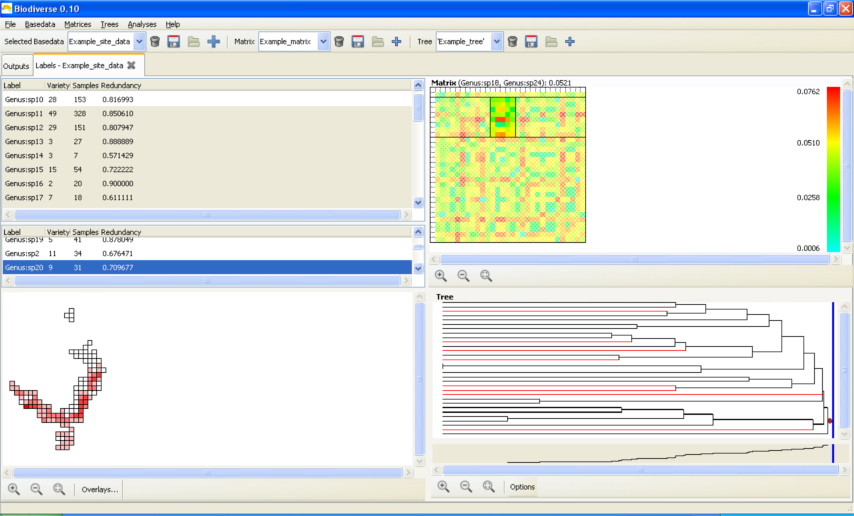 Biodiverse 0.10
File Basedata Matrices Trees Analyses Help
Selected Basedata Example_site_data Matrix Example_matrix Tree 'Example_tree'
Outputs Labels - Example_site_data
Label Variety Samples Redundancy
Genus:sp10 28 153 0.816993
Genus:sp11 49 328 0.850610
Genus:sp12 29 151 0.807947
Genus:sp13 3 27 0.888889
Genus:sp14 3 7 0.571429
Genus:sp15 15 54 0.722222
Genus:sp16 2 20 0.900000
Genus:sp17 7 18 0.611111
Label Variety Samples Redundancy
Genus:sp19 5 41 0.878049
Genus:sp2 11 34 0.676471
Genus:sp20 9 31 0.709677
Overlays...
Matrix (Genus:sp18, Genus:sp24): 0.0521
0.0762
0.0510
0.0258
0.0006
Tree
Options